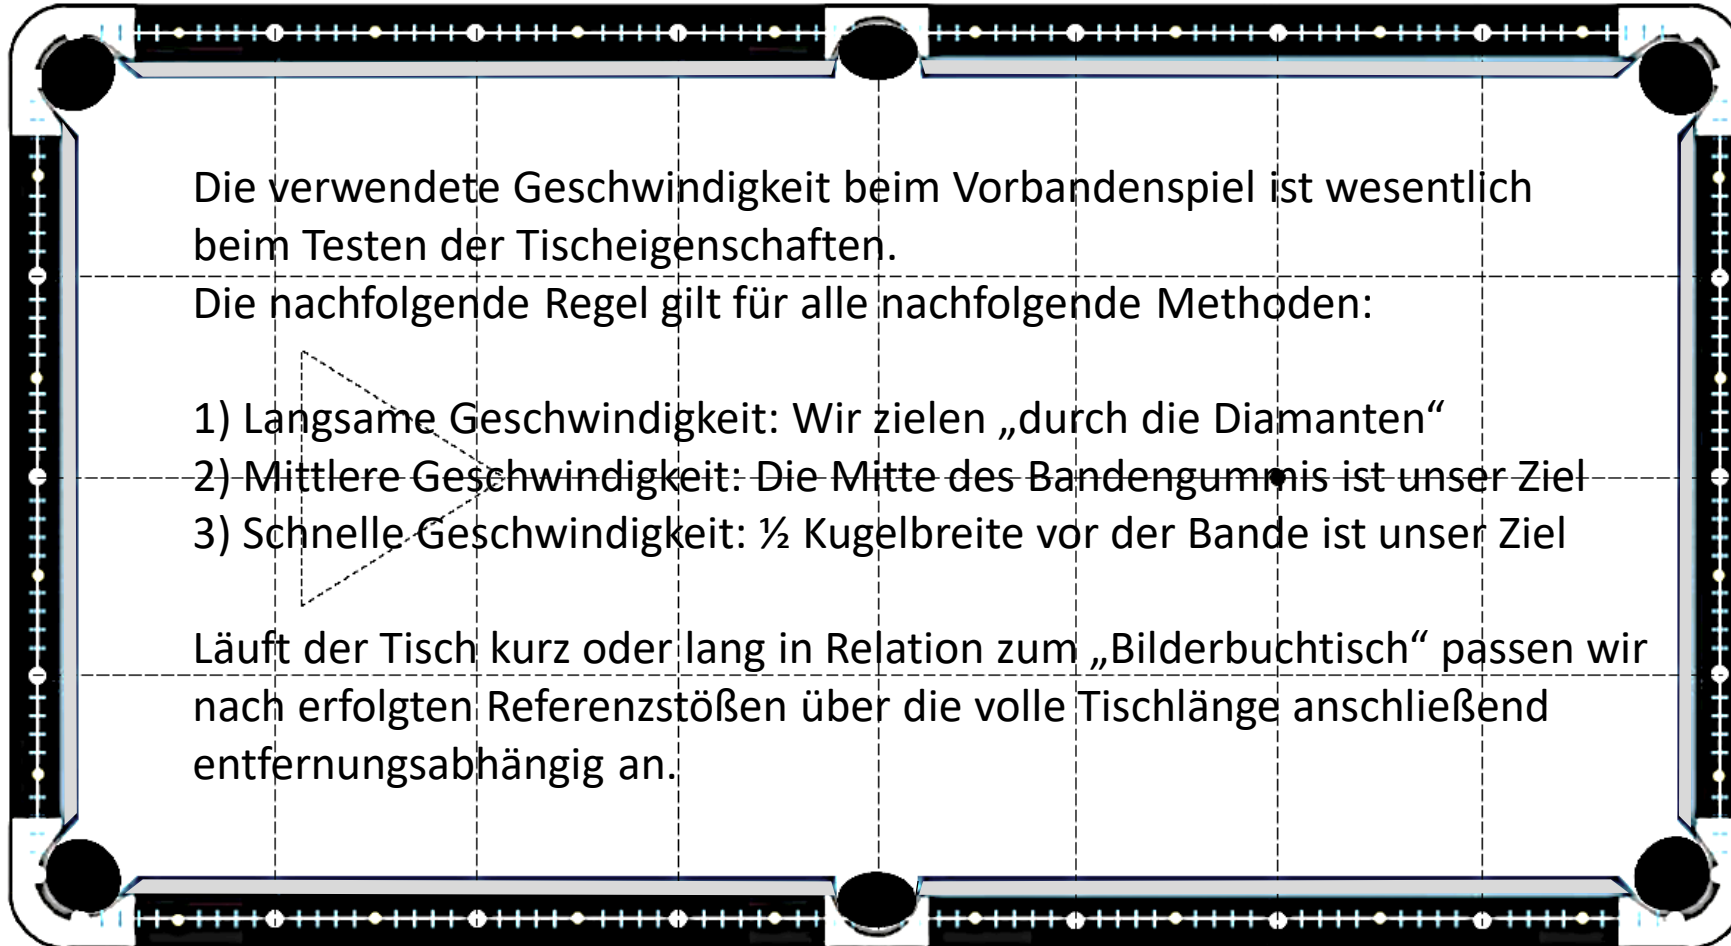 Die verwendete Geschwindigkeit beim Vorbandenspiel ist wesentlich
beim Testen der Tischeigenschaften.
Die nachfolgende Regel gilt für alle nachfolgende Methoden:
1) Langsame Geschwindigkeit: Wir zielen „durch die Diamanten“
2) Mittlere Geschwindigkeit: Die Mitte des Bandengummis ist unser Ziel
3) Schnelle Geschwindigkeit: ½ Kugelbreite vor der Bande ist unser Ziel
Läuft der Tisch kurz oder lang in Relation zum „Bilderbuchtisch“ passen wir
nach erfolgten Referenzstößen über die volle Tischlänge anschließend
entfernungsabhängig an.